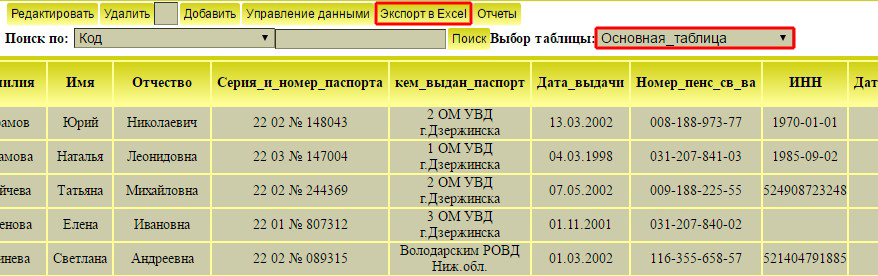 Редактировать Удалить Добавить Управление данными Экспорт в Excel Отчеты
Поиск по: Код Поиск Выбор таблицы: Основная_таблица
милия Имя Отчество Серия_и_номер_паспорта кем_выдан_паспорт Дата_выдачи Номер_пенс_св_ва ИНН Дат
рамов Юрий Николаевич 22 02 № 148043 2 ОМ УВД г.Дзержинска 13.03.2002 008-188-973-77 1970-01-01
амова Наталья Леонидовна 22 03 № 147004 1 ОМ УВД г.Дзержинска 04.03.1998 031-207-841-03 1985-09-02
йчева Татьяна Михайловна 22 02 № 244369 2 ОМ УВД г.Дзержинска 07.05.2002 009-188-225-55 524908723248
енова Елена Ивановна 22 01 № 807312 3 ОМ УВД г.Дзержинска 01.11.2001 031-207-840-02
инева Светлана Андреевна 22 02 № 089315 Володарским РОВД Ниж.обл. 01.03.2002 116-355-658-57 521404791885